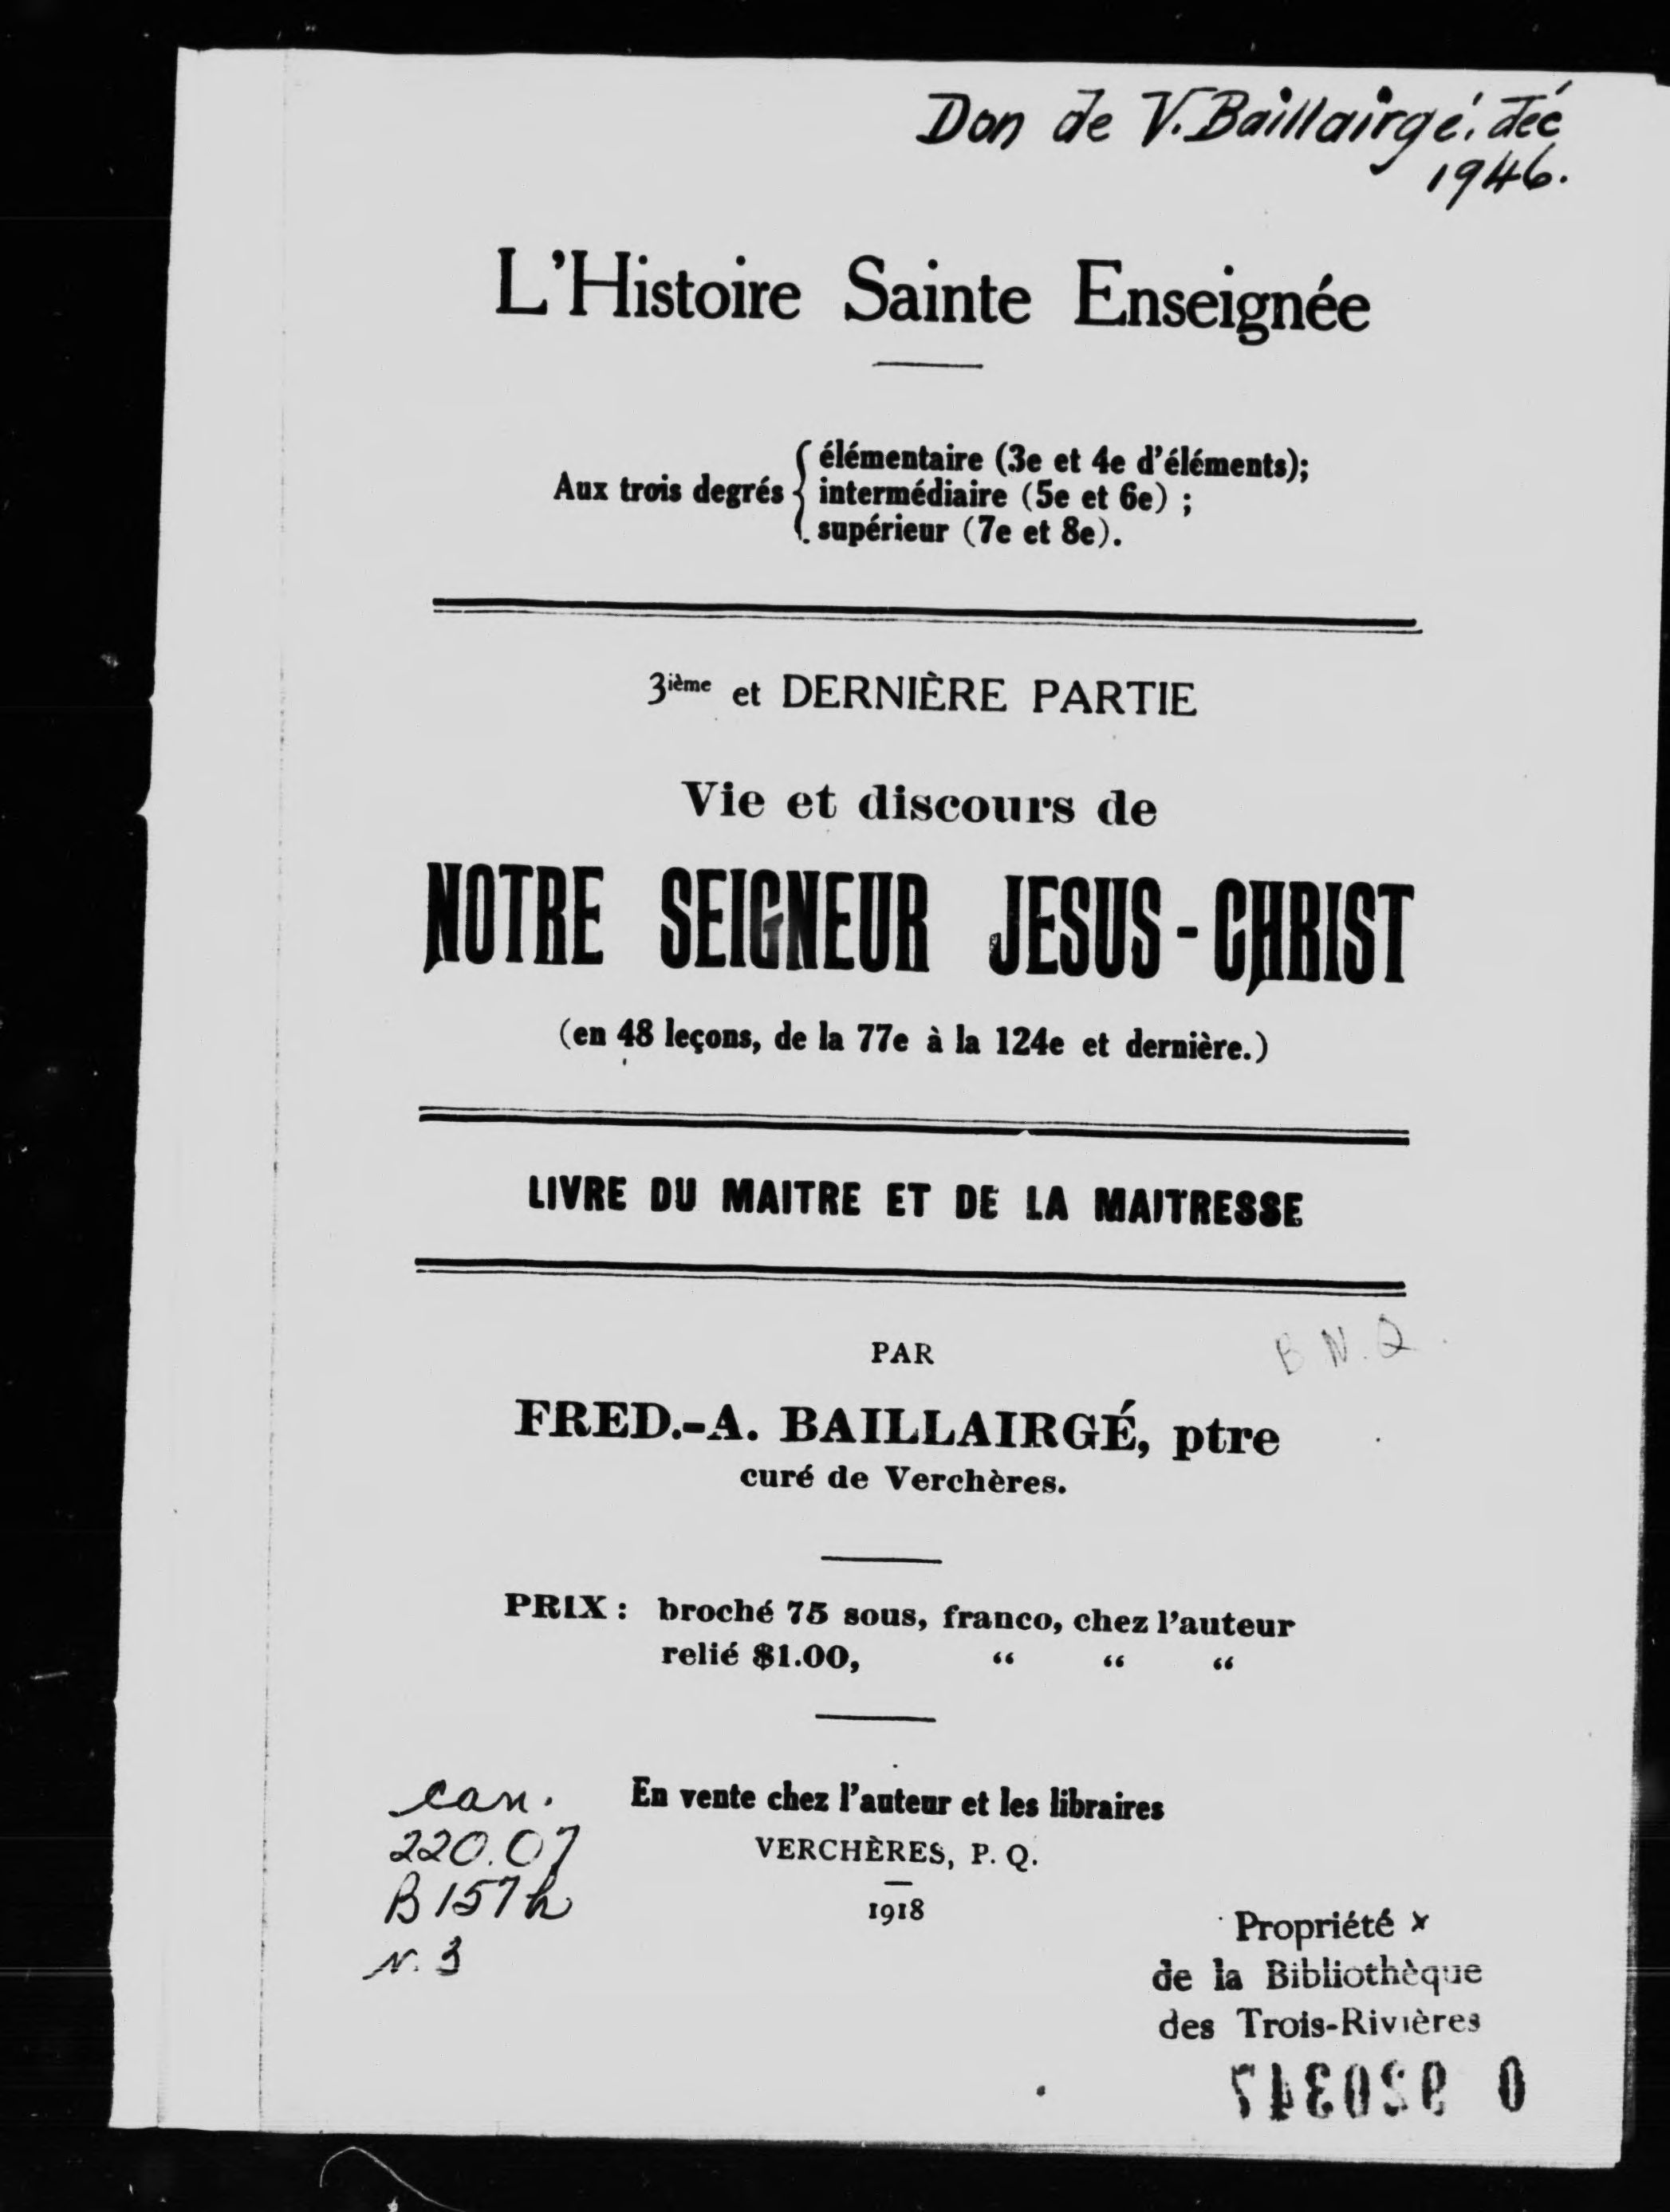 Don de V. Baillairgé. déc
1946.
L'Histoire Sainte Enseignée
Aux trois degrés
élémentaire (3e et 4e d'éléments);
intermédiaire (5e et 6e) ;
supérieur (7e et 8e).
3ième et DERNIÈRE PARTIE
Vie et discours de
NOTRE SEIGNEUR JESUS-CHRIST
(en 48 leçons, de la 77e à la 124e et dernière.)
LIVRE DU MAITRE ET DE LA MAITRESSE
PAR
B N.Q.
FRED.-A. BAILLAIRGÉ, ptre
curé de Verchères.
PRIX : broché 75 sous, franco, chez l'auteur
relié $1.00, “ “ “
En vente chez l'auteur et les libraires
VERCHÈRES, P. Q.
1918
can.
220.07
B157h
N. 3
Propriété x
de la Bibliothèque
des Trois-Rivières